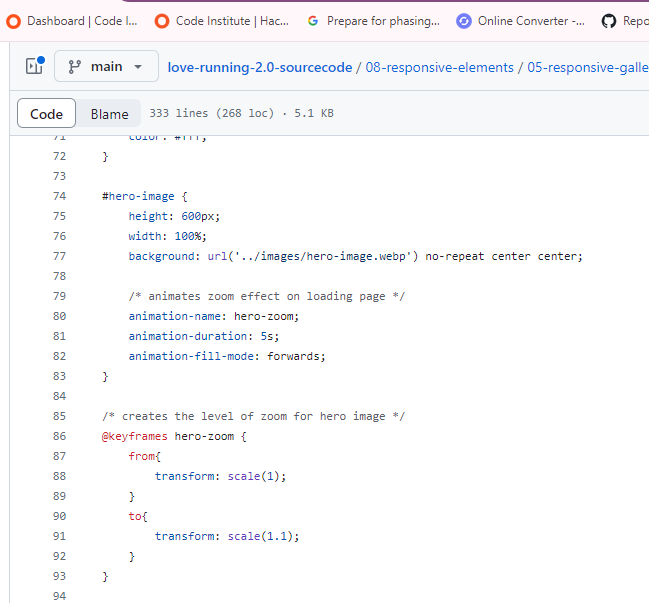 Dashboard | Code I...
Code Institute | Hac...
Prepare for phasing...
Online Converter -...
Repo
main
love-running-2.0-sourcecode / 08-responsive-elements / 05-responsive-galle
Code
Blame
333 lines (268 loc) · 5.1 KB
71 color: #fff;
72 }
73
74 #hero-image {
75 height: 600px;
76 width: 100%;
77 background: url('../images/hero-image.webp') no-repeat center center;
78
79 /* animates zoom effect on loading page */
80 animation-name: hero-zoom;
81 animation-duration: 5s;
82 animation-fill-mode: forwards;
83 }
84
85 /* creates the level of zoom for hero image */
86 @keyframes hero-zoom {
87 from{
88 transform: scale(1);
89 }
90 to{
91 transform: scale(1.1);
92 }
93 }
94